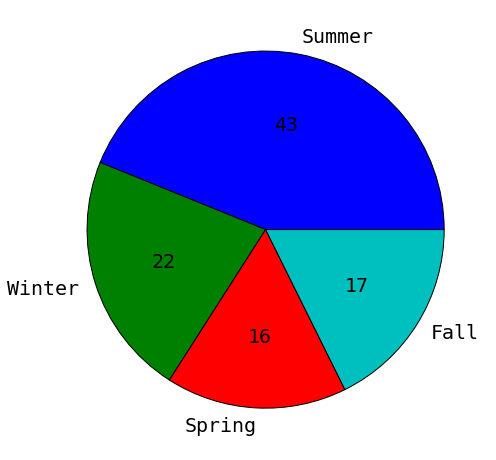 Summer
43
22
Winter
17
16
Fall
Spring